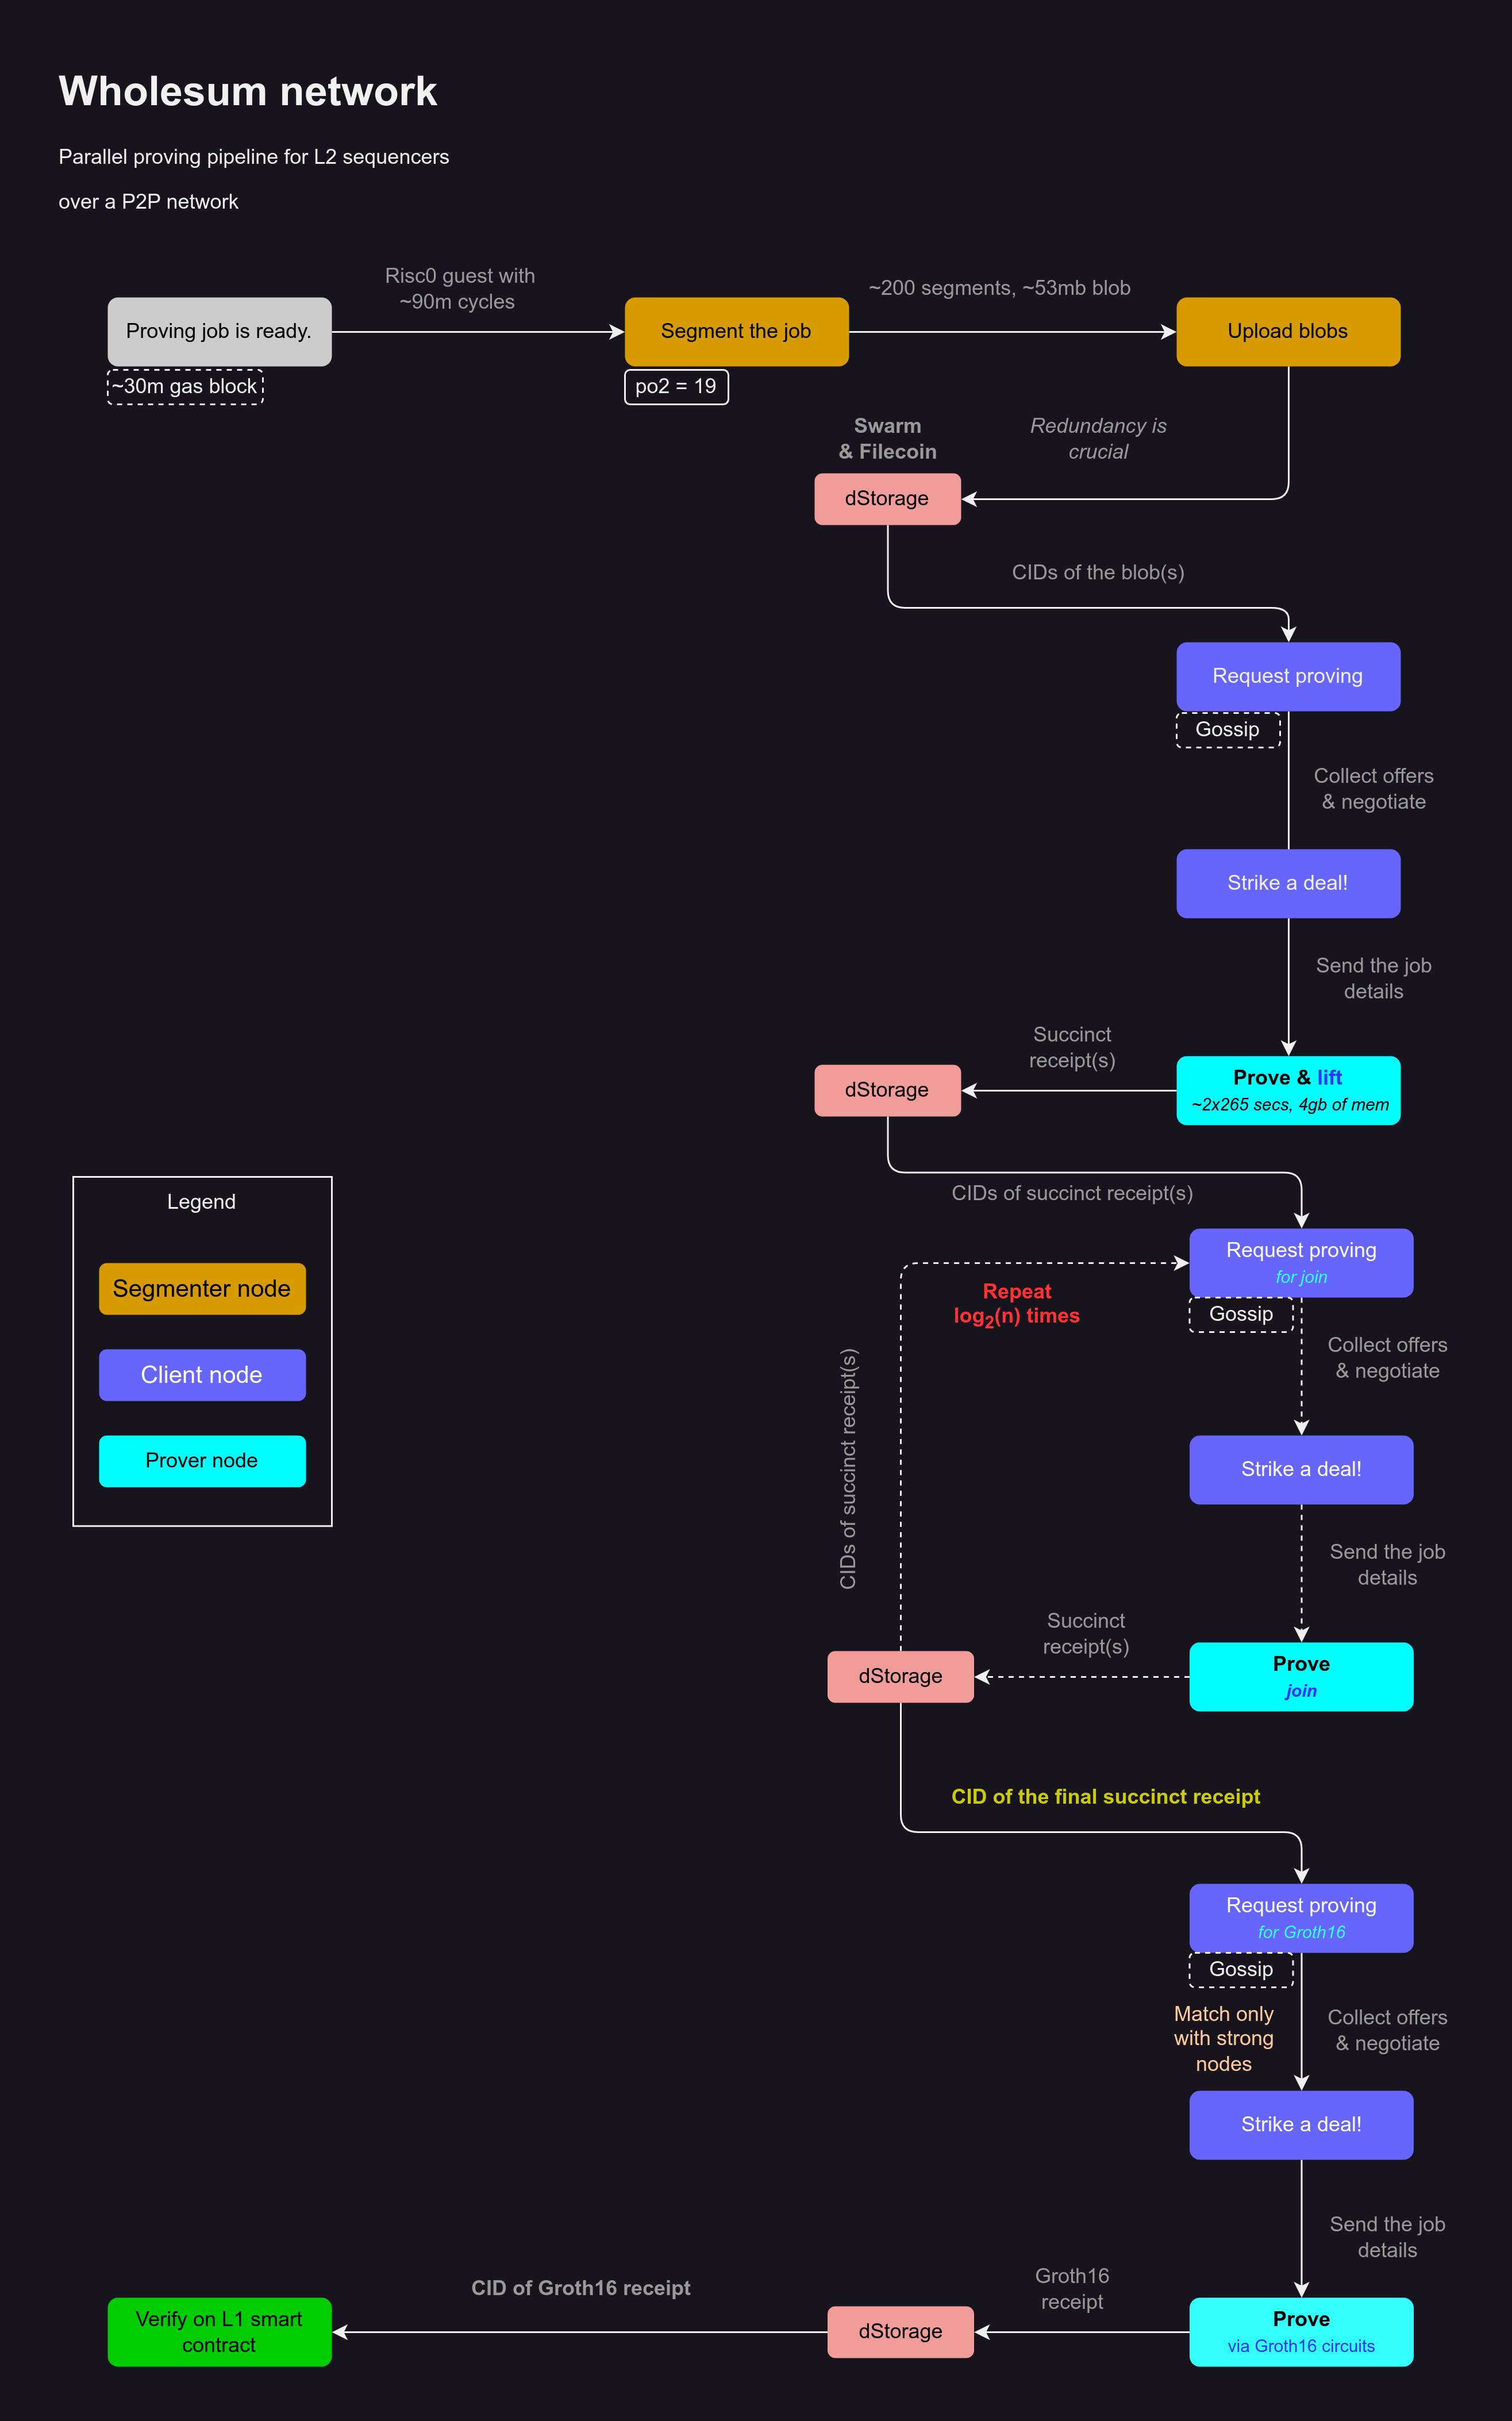 Wholesum network
Parallel proving pipeline for L2 sequencers
over a P2P network
Risc0 guest with
~90m cycles
~200 segments, ~53mb blob
Proving job is ready.
Segment the job
Upload blobs
~30m gas block
po2 = 19
Swarm
& Filecoin
Redundancy is
crucial
dStorage
CIDs of the blob(s)
Request proving
Gossip
Collect offers
& negotiate
Strike a deal!
Send the job
details
Succinct
receipt(s)
dStorage
Prove & lift
~2x265 secs, 4gb of mem
CIDs of succinct receipt(s)
Legend
Segmenter node
Client node
Prover node
Request proving
for join
Gossip
Repeat
log2(n) times
Collect offers
& negotiate
CIDs of succinct receipt(s)
Strike a deal!
Send the job
details
Succinct
receipt(s)
dStorage
Prove
join
CID of the final succinct receipt
Request proving
for Groth16
Gossip
Match only
with strong
nodes
Collect offers
& negotiate
Strike a deal!
Send the job
details
CID of Groth16 receipt
Groth16
receipt
Verify on L1 smart
contract
dStorage
Prove
via Groth16 circuits